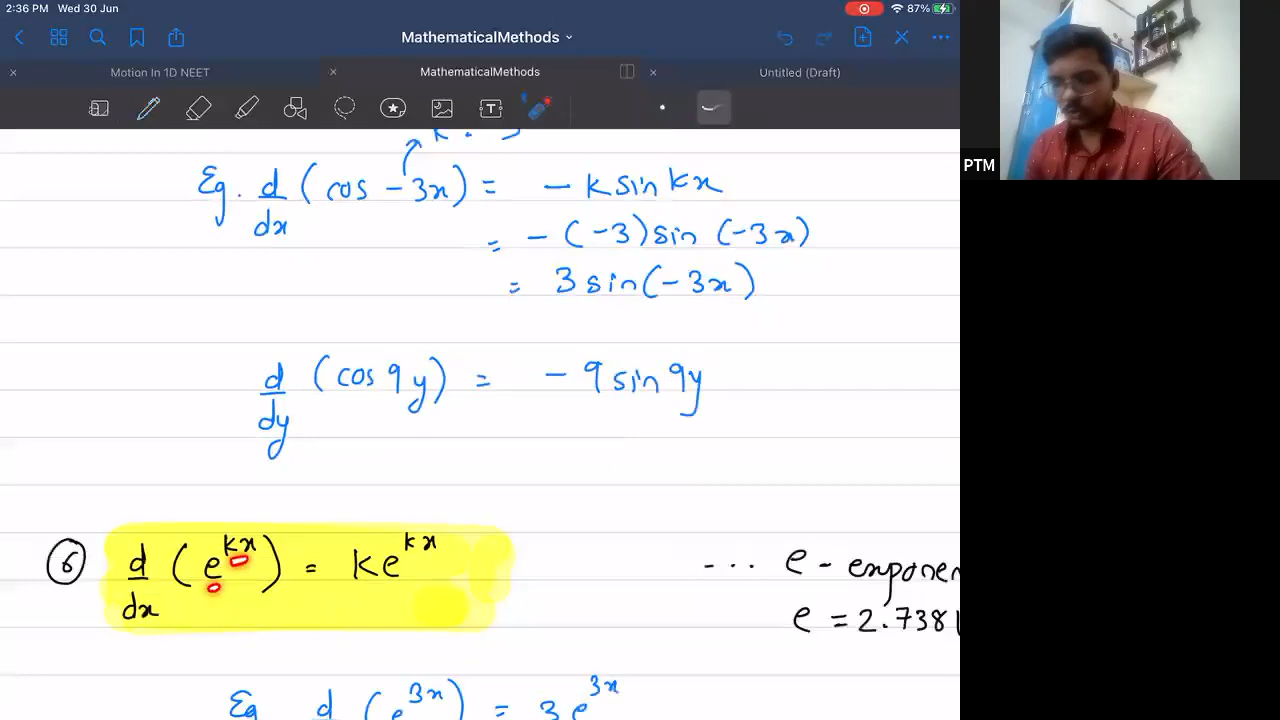 2:36 PM Wed 30 Jun
87%
MathematicalMethods
Motion In 1D NEET
MathematicalMethods
Untitled (Draft)
PTM
Eg. d/dx (cos -3x) = - k sin kx
= - (-3) sin (-3x)
= 3 sin(-3x)
d/dy (cos 9y) = - 9 sin 9y
6 d/dx (e^kx) = ke^kx ... e - exponen
e = 2.7381
Eg d (e^3x) = 3e^3x